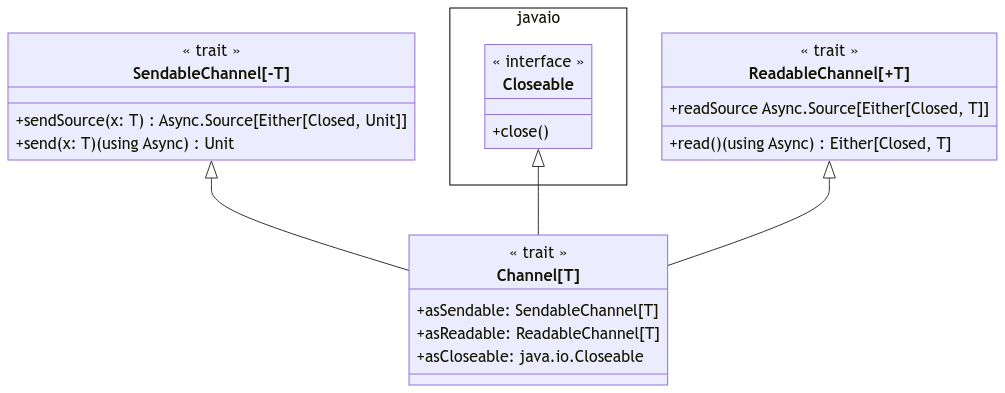 « trait »
SendableChannel[-T]
+sendSource(x: T) : Async.Source[Either[Closed, Unit]]
+send(x: T)(using Async) : Unit
javaio
« interface »
Closeable
+close()
« trait »
ReadableChannel[+T]
+readSource Async.Source[Either[Closed, T]]
+read()(using Async) : Either[Closed, T]
« trait »
Channel[T]
+asSendable: SendableChannel[T]
+asReadable: ReadableChannel[T]
+asCloseable: java.io.Closeable